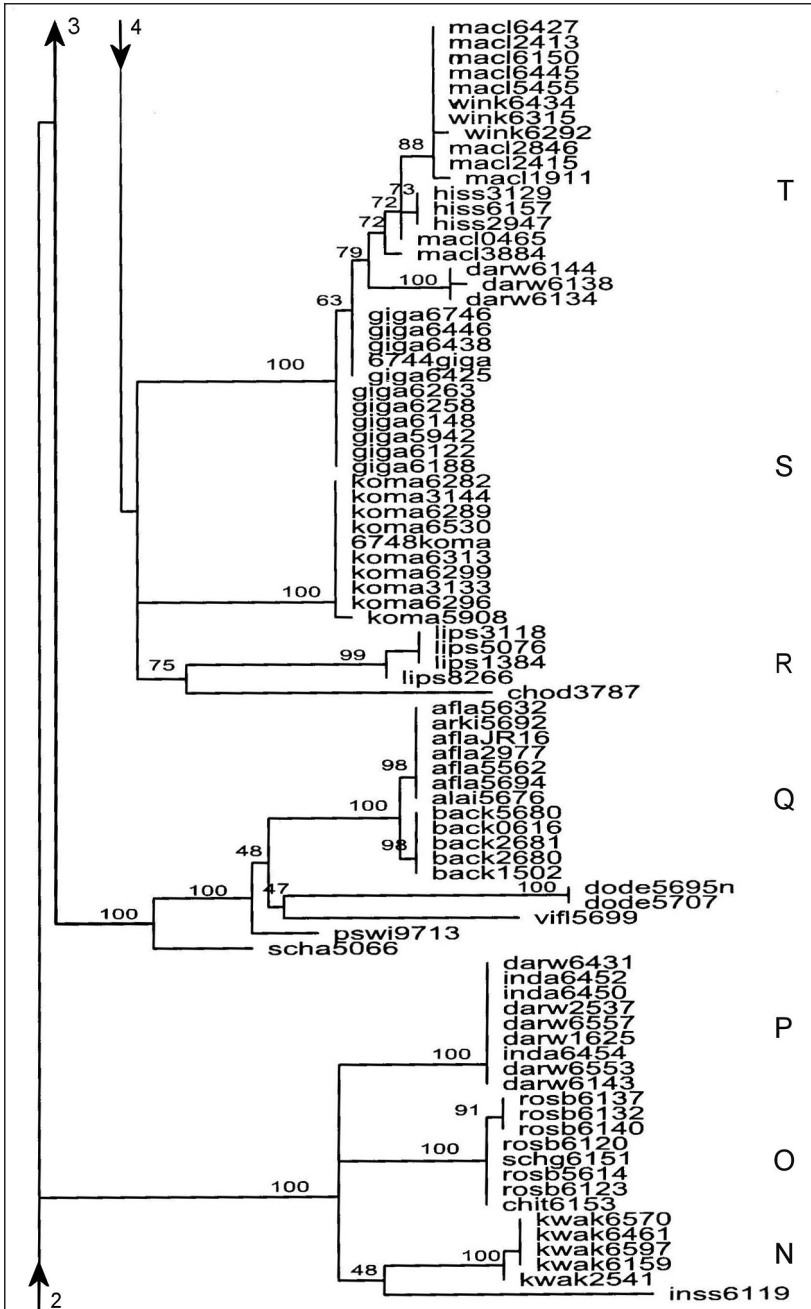 3
4
macl6427
macl2413
macl6150
macl6445
macl5455
wink6434
wink6315
wink6292
88
macl2846
macl2415
macl1911
T
73
hiss3129
72
hiss6157
72
hiss2947
macl0465
79
macl3884
darw6144
100
darw6138
darw6134
63
giga6746
giga6446
giga6438
6744giga
100
giga6425
giga6263
giga6258
giga6148
giga5942
giga6122
S
giga6188
koma6282
koma3144
koma6289
koma6530
6748koma
koma6313
koma6299
100
koma3133
koma6296
koma5908
lips3118
99
lips5076
75
lips1384
R
lips8266
chod3787
afla5632
arki5692
aflaJR16
afla2977
98
afla5562
afla5694
alai5676
Q
100
back5680
back0616
98
back2681
48
back2680
back1502
100
47
100
dode5695n
dode5707
100
vifl5699
pswi9713
scha5066
darw6431
inda6452
inda6450
darw2537
darw6557
P
darw1625
100
inda6454
darw6553
darw6143
rosb6137
91
rosb6132
rosb6140
rosb6120
100
schg6151
O
rosb5614
100
rosb6123
chit6153
kwak6570
kwak6461
kwak6597
N
100
kwak6159
48
kwak2541
inss6119
2